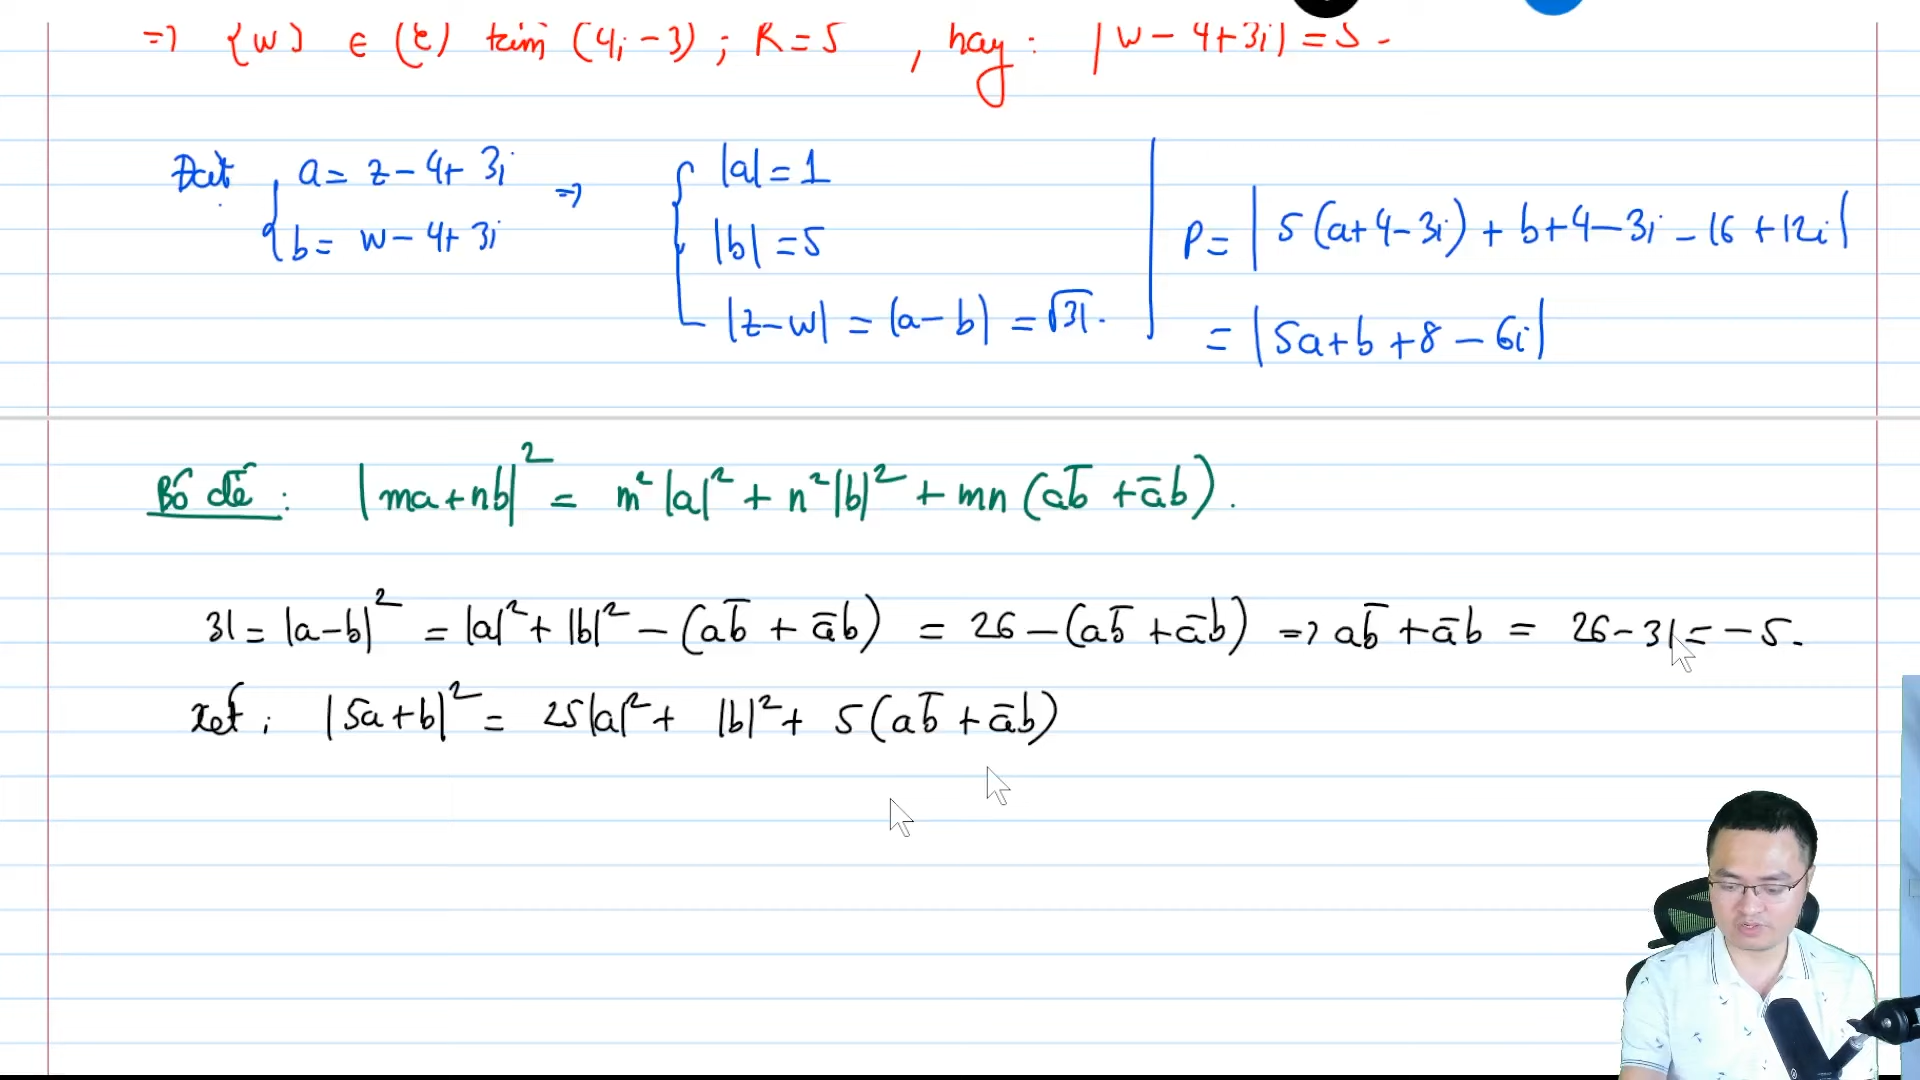 => {w} ∈ (C) tâm (4; -3); R = 5, hay: |w - 4 + 3i| = 5.
Đặt { a = z - 4 + 3i => { |a| = 1
b = w - 4 + 3i
|b| = 5
|z - w| = |a - b| = √31.
P = |5(a + 4 - 3i) + b + 4 - 3i - 16 + 12i|
= |5a + b + 8 - 6i|
Bổ đề: |ma + nb|² = m²|a|² + n²|b|² + mn(ab̄ + āb).
31 = |a - b|² = |a|² + |b|² - (ab̄ + āb) = 26 - (ab̄ + āb) => ab̄ + āb = 26 - 31 = -5.
Xét: |5a + b|² = 25|a|² + |b|² + 5(ab̄ + āb)